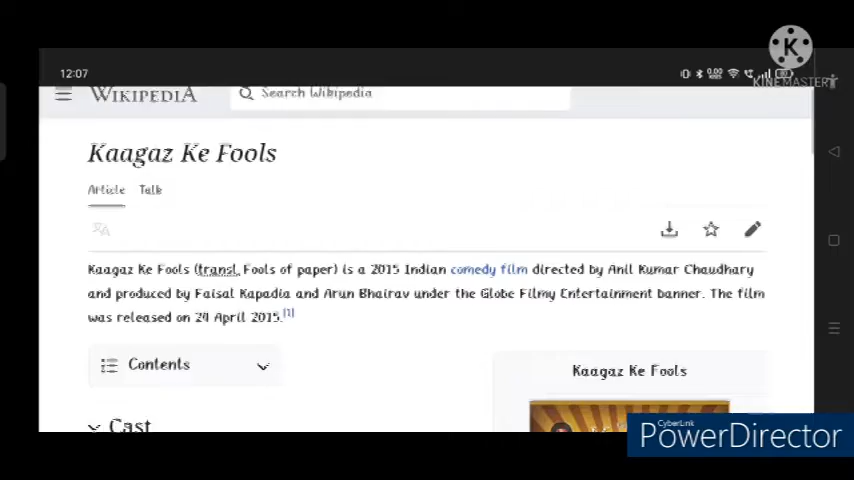 12:07
0.00
KINEMASTER
WIKIPEDIA
Search Wikipedia
Kaagaz Ke Fools
Article Talk
Kaagaz Ke Fools (transl. Fools of paper) is a 2015 Indian comedy film directed by Anil Kumar Chaudhary
and produced by Faisal Kapadia and Arun Bhairav under the Globe Filmy Entertainment banner. The film
was released on 24 April 2015.[1]
Contents
Kaagaz Ke Fools
Cast
CyberLink
PowerDirector